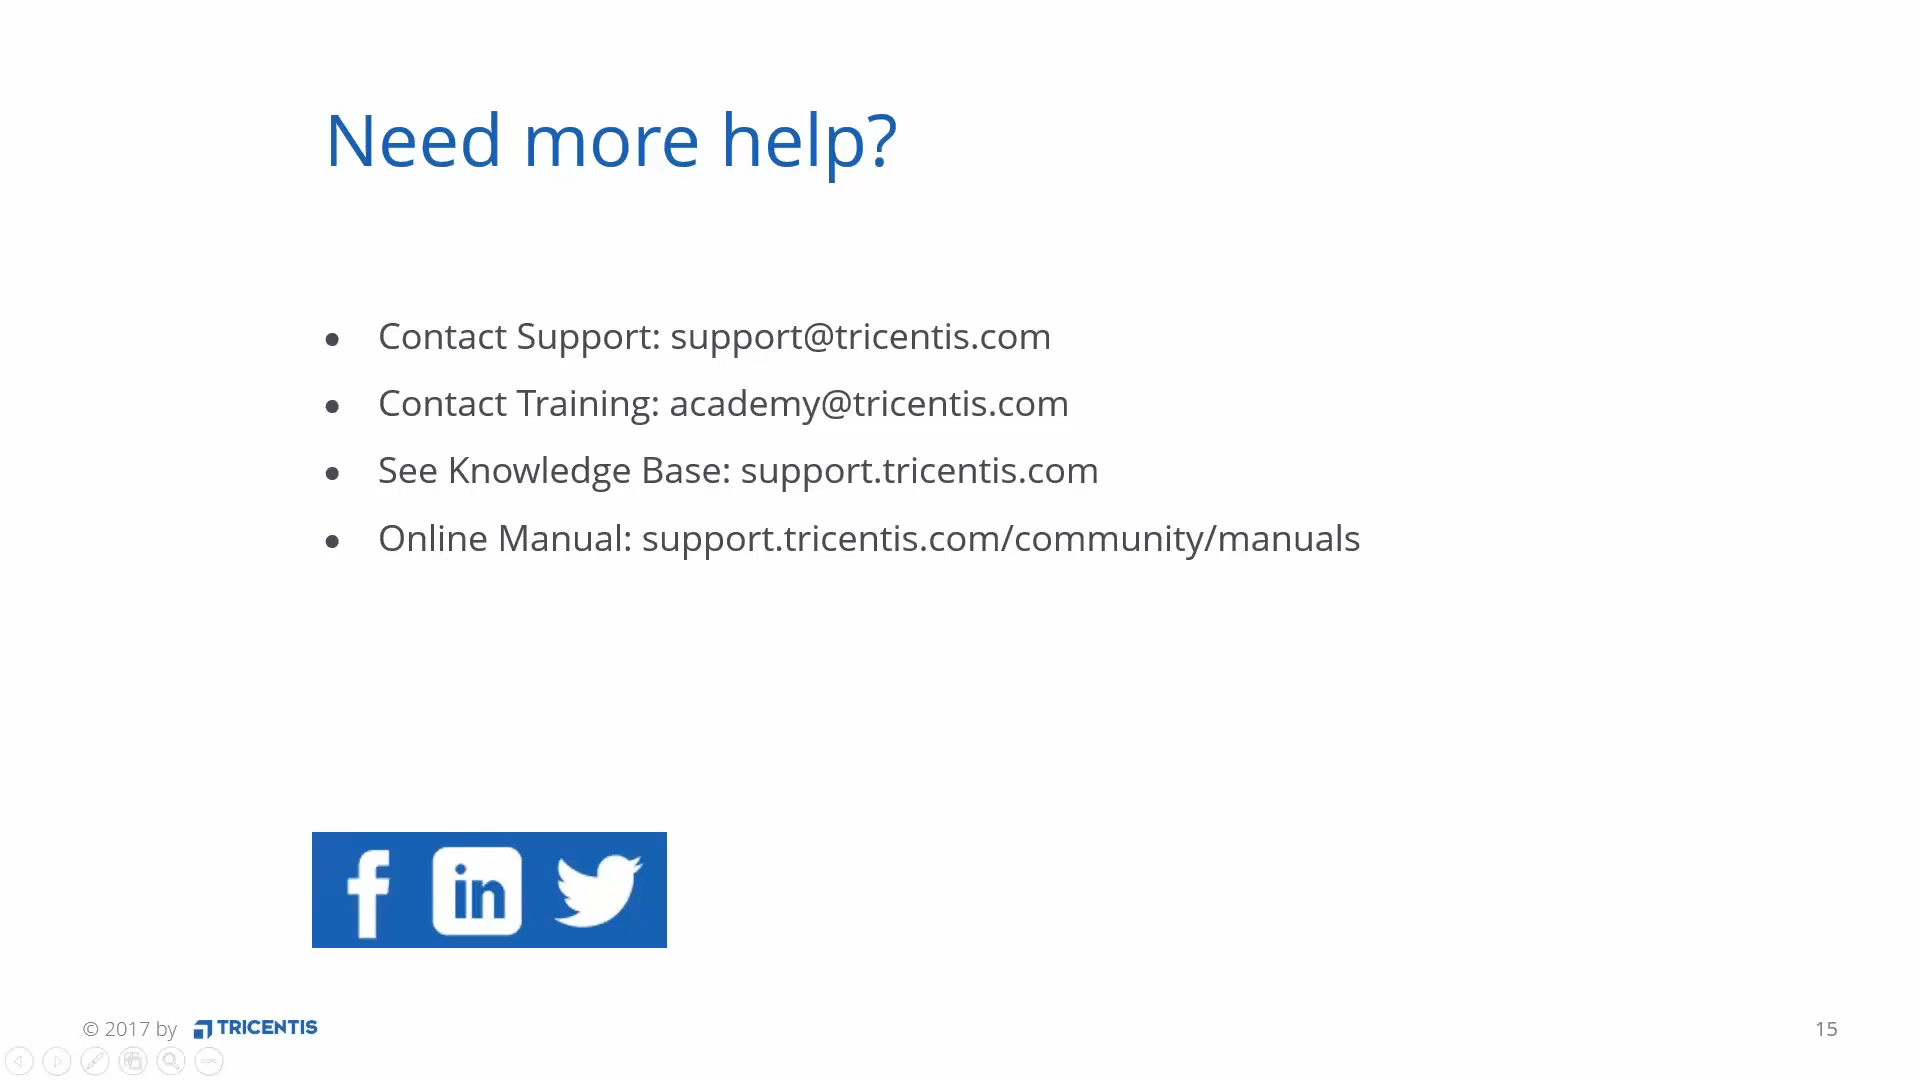 Need more help?
• Contact Support: support@tricentis.com
• Contact Training: academy@tricentis.com
• See Knowledge Base: support.tricentis.com
• Online Manual: support.tricentis.com/community/manuals
f in
© 2017 by TRICENTIS
15